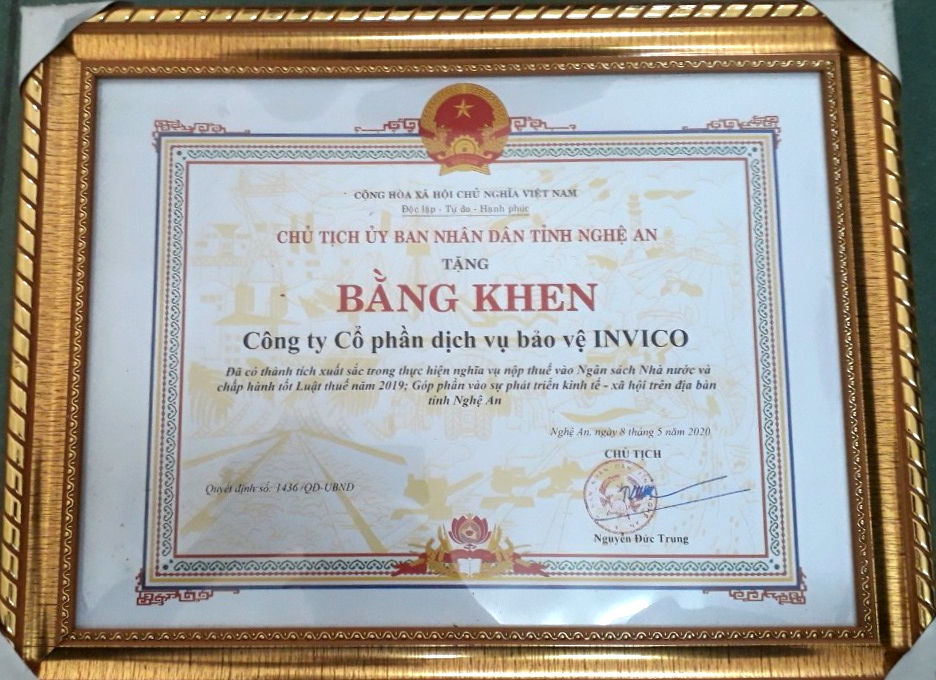 CỘNG HÒA XÃ HỘI CHỦ NGHĨA VIỆT NAM
Độc lập - Tự do - Hạnh phúc
CHỦ TỊCH ỦY BAN NHÂN DÂN TỈNH NGHỆ AN
TẶNG
BẰNG KHEN
Công ty Cổ phần dịch vụ bảo vệ INVICO
Đã có thành tích xuất sắc trong thực hiện nghĩa vụ nộp thuế vào Ngân sách Nhà nước và
chấp hành tốt Luật thuế năm 2019; Góp phần vào sự phát triển kinh tế - xã hội trên địa bàn
tỉnh Nghệ An
Nghệ An, ngày 8 tháng 5 năm 2020
CHỦ TỊCH
Quyết định số: 1436 /QĐ-UBND
Nguyễn Đức Trung